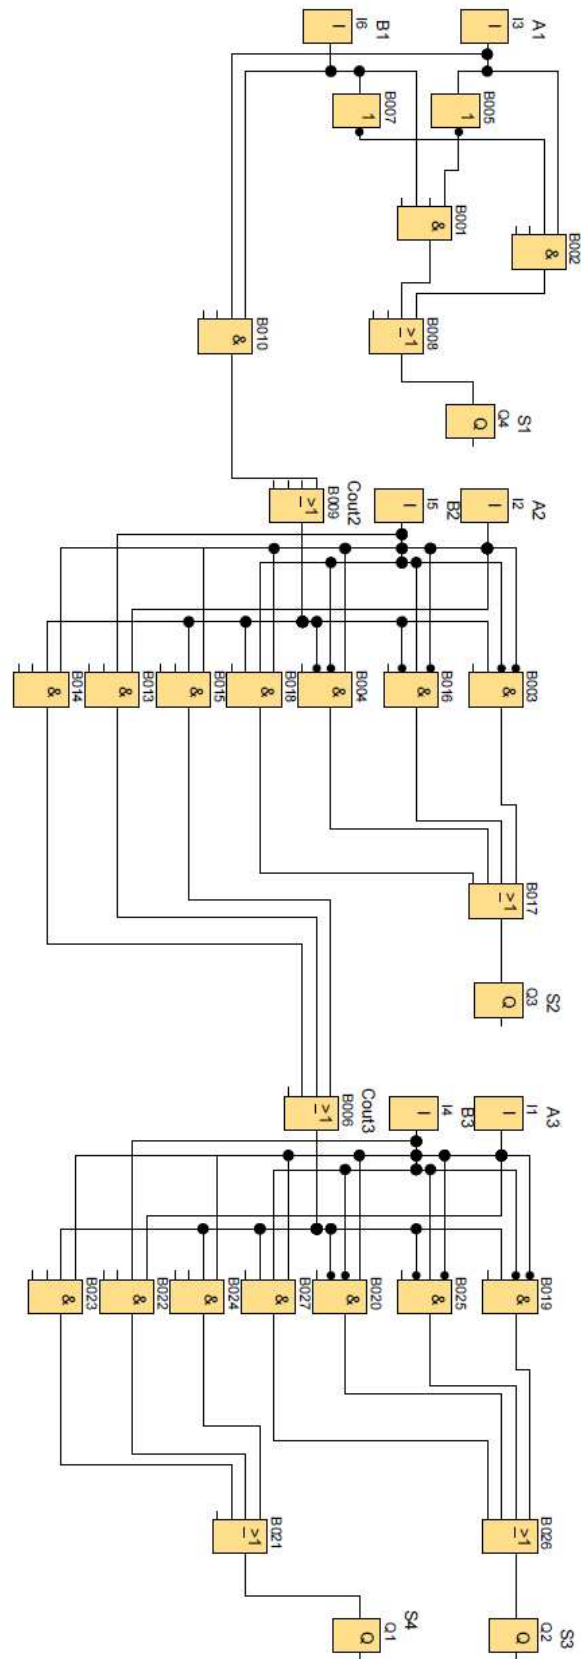 A1
I3
I
B1
I6
I
B005
1
B007
1
B001
&
B002
&
B008
≥1
B010
&
S1
Q4
Q
A2
I2
I
B2
I5
I
Cout2
B009
≥1
B003
&
B016
&
B004
&
B018
&
B015
&
B013
&
B014
&
B017
≥1
S2
Q3
Q
A3
I1
I
B3
I4
I
Cout3
B006
≥1
B019
&
B025
&
B020
&
B027
&
B024
&
B022
&
B023
&
B026
≥1
B021
≥1
S3
Q2
Q
S4
Q1
Q